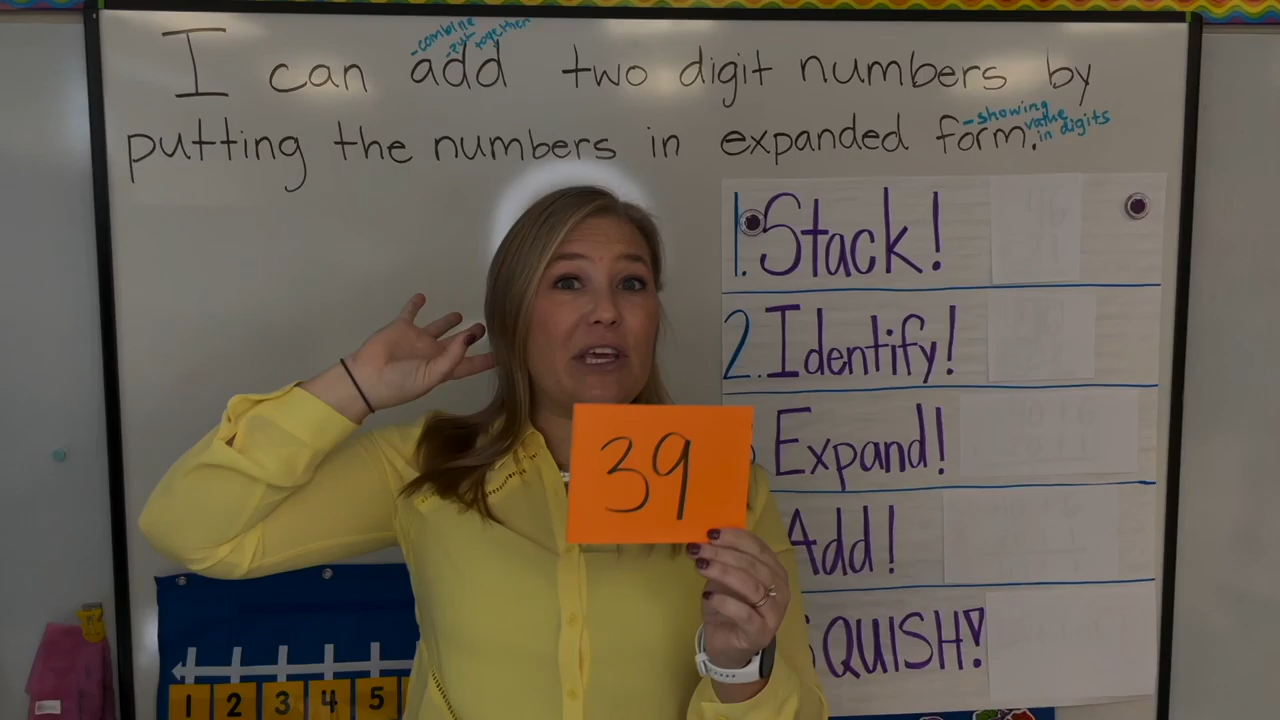 I can add two digit numbers by
-combine
-put together
putting the numbers in expanded form.
-showing
value
in digits
1. Stack!
2. Identify!
Expand!
Add!
SQUISH!
39
1 2 3 4 5